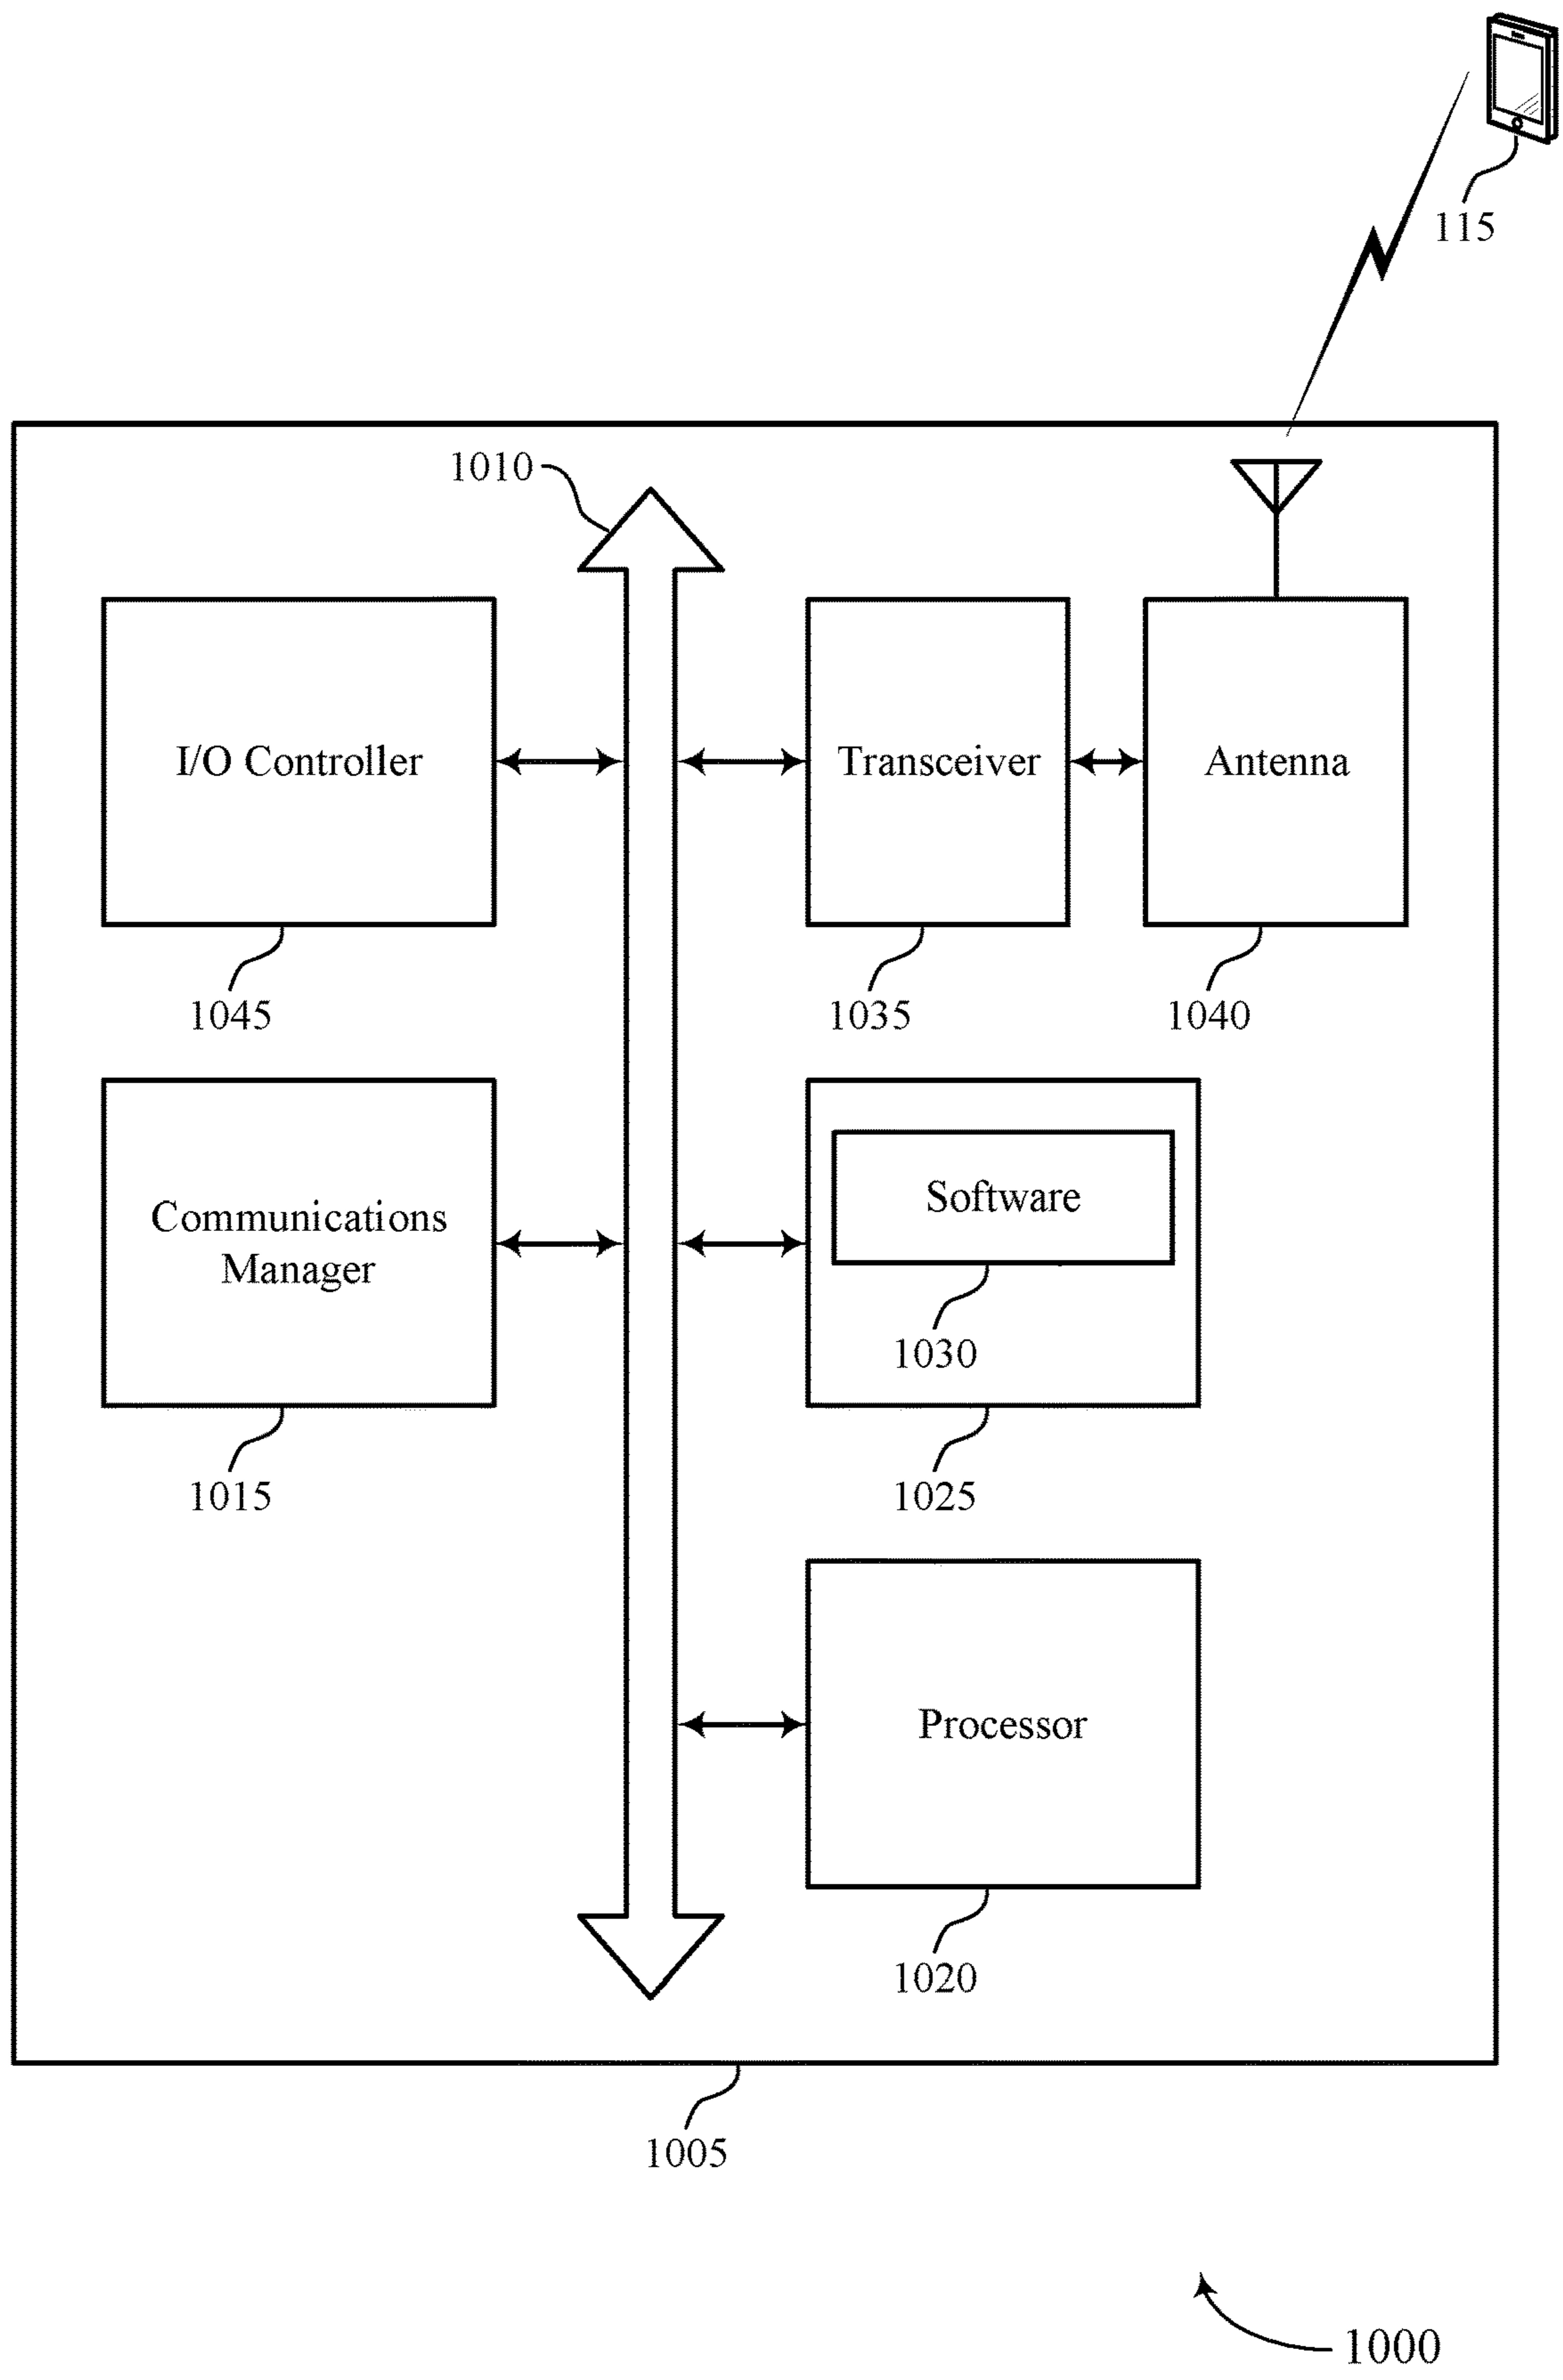 115
1010
I/O Controller
Transceiver
Antenna
1045
1035
1040
Communications
Manager
Software
1030
1015
1025
Processor
1020
1005
1000